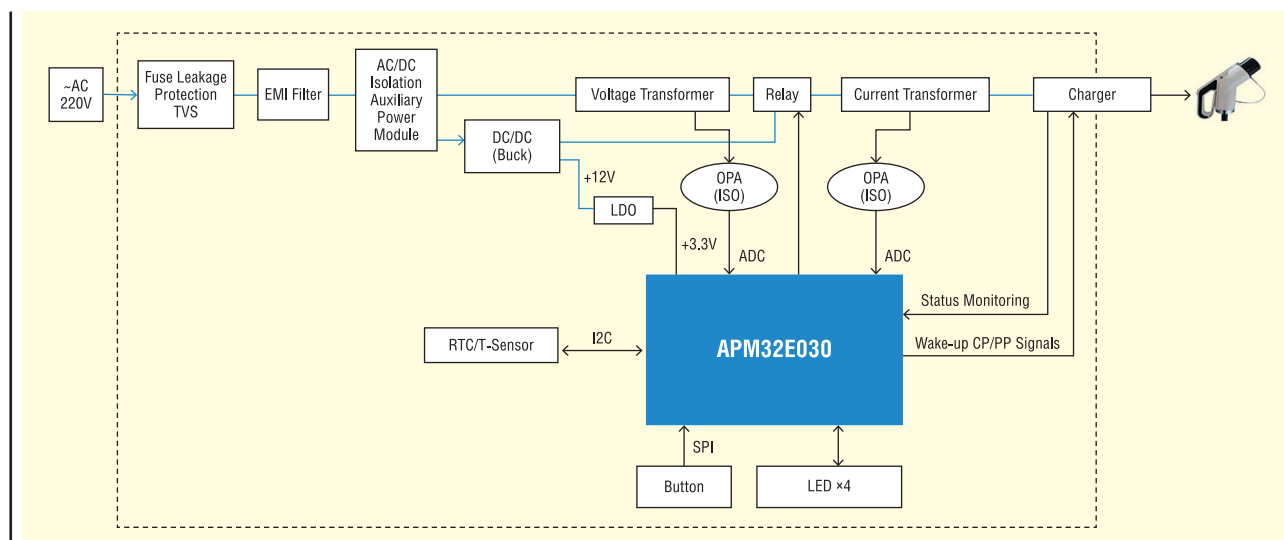 ~AC
220V
Fuse Leakage
Protection
TVS
EMI Filter
AC/DC
Isolation
Auxiliary
Power
Module
Voltage Transformer
Relay
Current Transformer
Charger
DC/DC
(Buck)
+12V
LDO
+3.3V
OPA
(ISO)
ADC
OPA
(ISO)
ADC
Status Monitoring
Wake-up CP/PP Signals
RTC/T-Sensor
I2C
APM32E030
SPI
Button
LED ×4